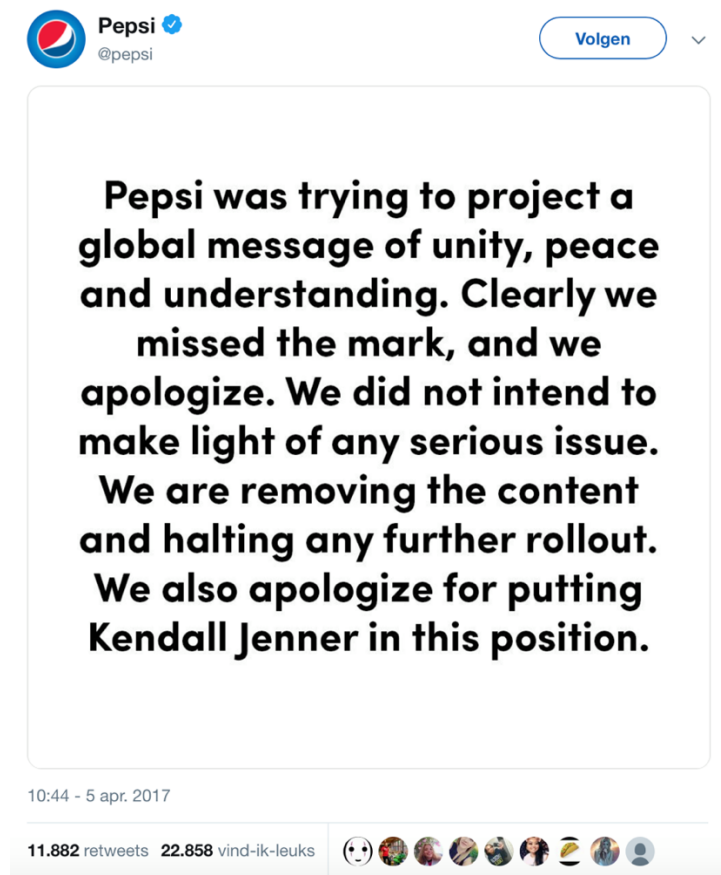 Pepsi
@pepsi
Volgen
Pepsi was trying to project a
global message of unity, peace
and understanding. Clearly we
missed the mark, and we
apologize. We did not intend to
make light of any serious issue.
We are removing the content
and halting any further rollout.
We also apologize for putting
Kendall Jenner in this position.
10:44 - 5 apr. 2017
11.882 retweets 22.858 vind-ik-leuks